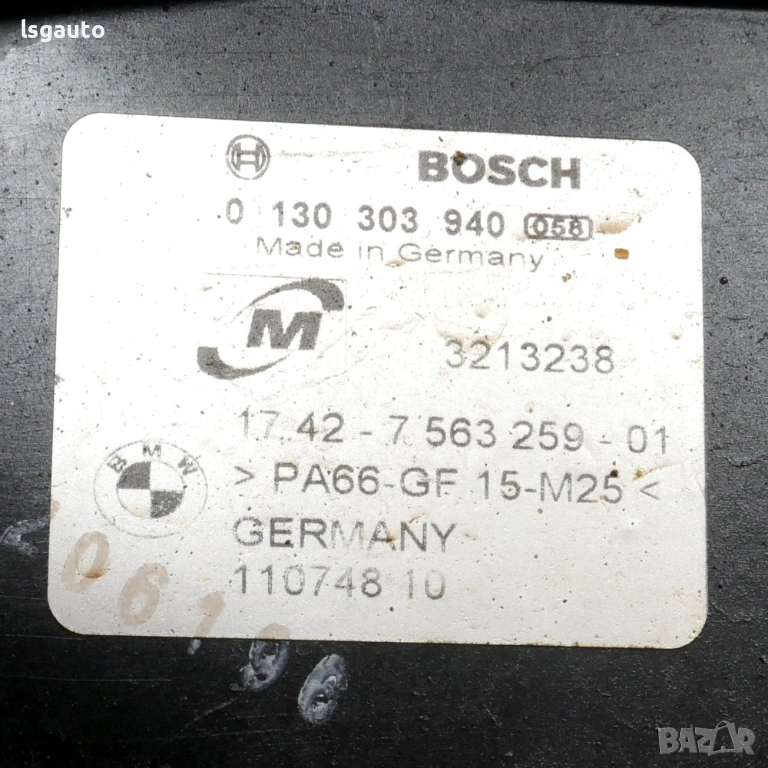 lsgauto
BOSCH
0 130 303 940 058
Made in Germany
M
3213238
17.42 - 7 563 259 - 01
BMW
> PA66-GF 15-M25 <
GERMANY
110748 10
BAZAR